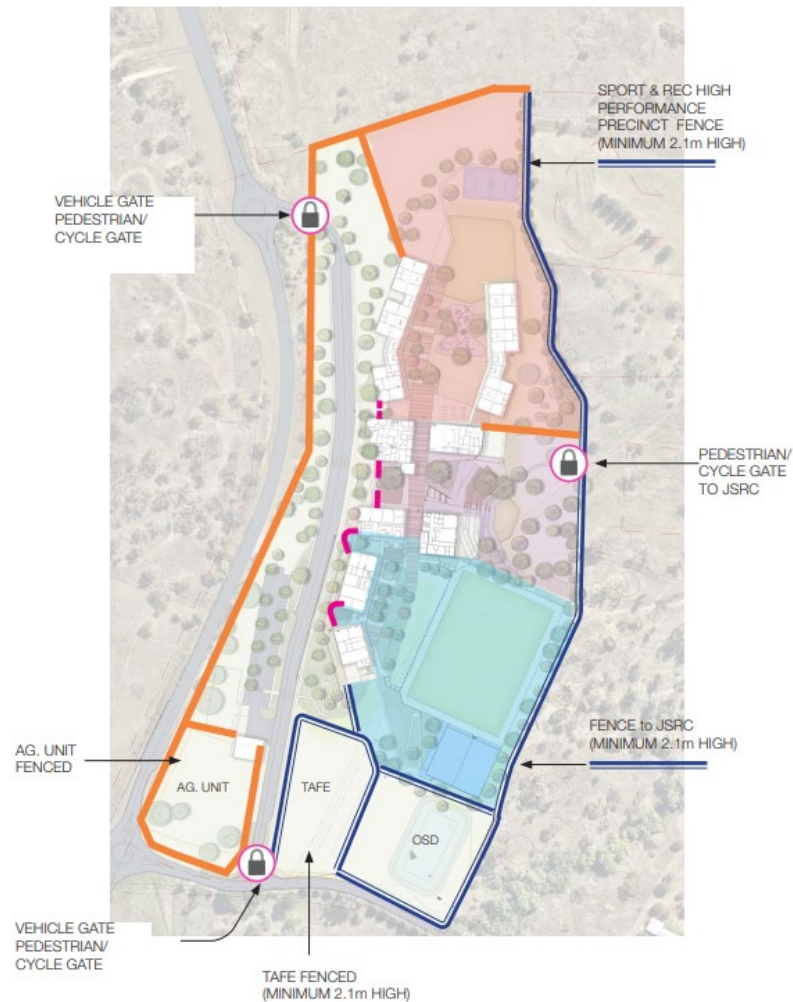 SPORT & REC HIGH
PERFORMANCE
PRECINCT FENCE
(MINIMUM 2.1m HIGH)
VEHICLE GATE
PEDESTRIAN/
CYCLE GATE
PEDESTRIAN/
CYCLE GATE
TO JSRC
FENCE to JSRC
(MINIMUM 2.1m HIGH)
AG. UNIT
FENCED
AG. UNIT
TAFE
OSD
VEHICLE GATE
PEDESTRIAN/
CYCLE GATE
TAFE FENCED
(MINIMUM 2.1m HIGH)